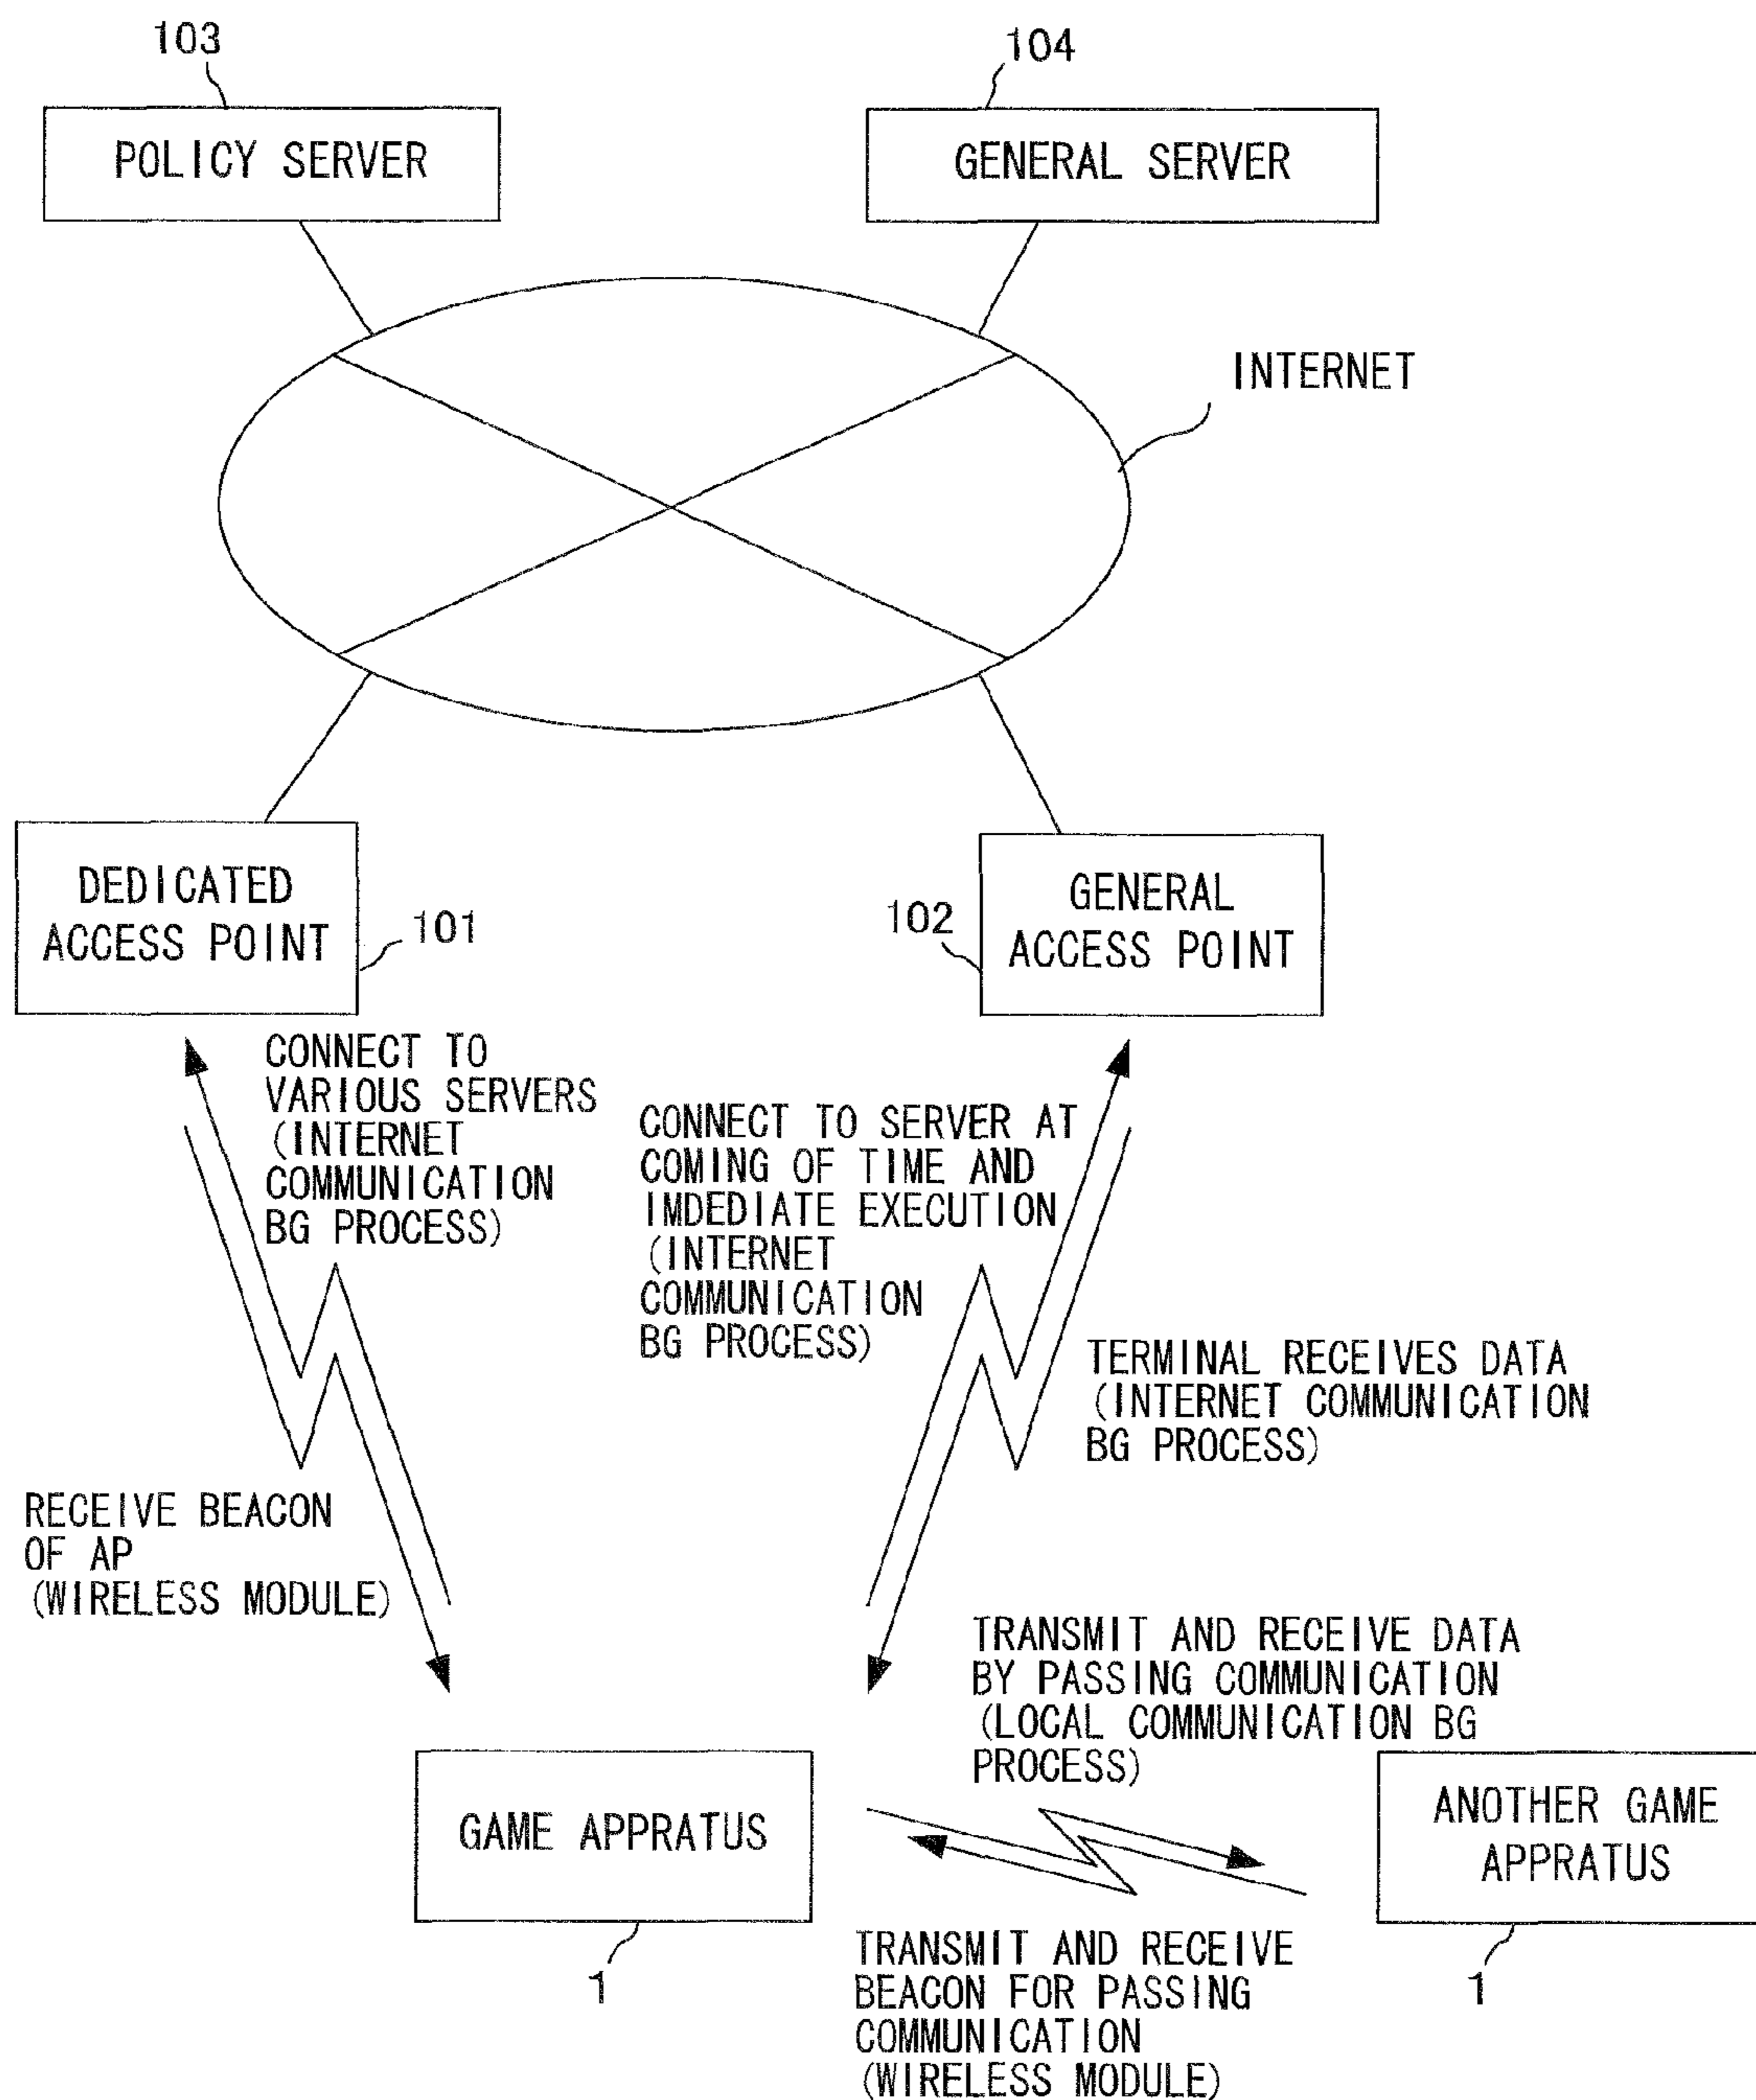 103
104
POLICY SERVER
GENERAL SERVER
INTERNET
DEDICATED
ACCESS POINT
101
102
GENERAL
ACCESS POINT
CONNECT TO
VARIOUS SERVERS
(INTERNET
COMMUNICATION
BG PROCESS)
CONNECT TO SERVER AT
COMING OF TIME AND
IMDEDIATE EXECUTION
(INTERNET
COMMUNICATION
BG PROCESS)
TERMINAL RECEIVES DATA
(INTERNET COMMUNICATION
BG PROCESS)
RECEIVE BEACON
OF AP
(WIRELESS MODULE)
TRANSMIT AND RECEIVE DATA
BY PASSING COMMUNICATION
(LOCAL COMMUNICATION BG
PROCESS)
GAME APPRATUS
ANOTHER GAME
APPRATUS
1
1
TRANSMIT AND RECEIVE
BEACON FOR PASSING
COMMUNICATION
(WIRELESS MODULE)